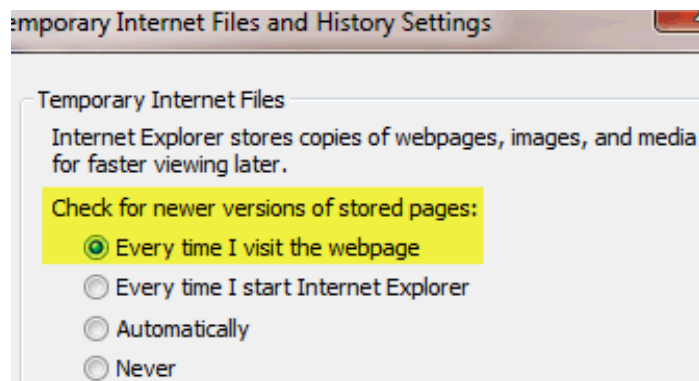 emporary Internet Files and History Settings
Temporary Internet Files
Internet Explorer stores copies of webpages, images, and media
for faster viewing later.
Check for newer versions of stored pages:
Every time I visit the webpage
Every time I start Internet Explorer
Automatically
Never